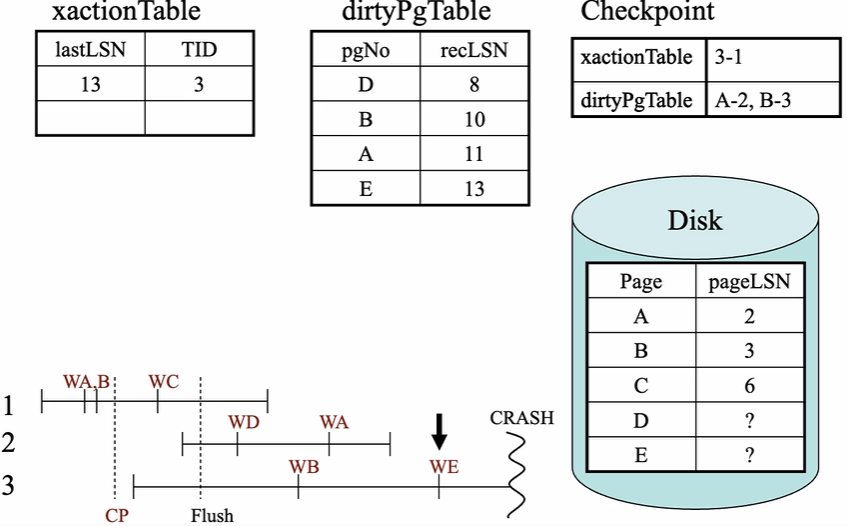 xactionTable
lastLSN TID
13 3
dirtyPgTable
pgNo recLSN
D 8
B 10
A 11
E 13
Checkpoint
xactionTable 3-1
dirtyPgTable A-2, B-3
Disk
Page pageLSN
A 2
B 3
C 6
D ?
E ?
1 WA,B WC
2 WD WA
3 WB WE
CRASH
CP Flush